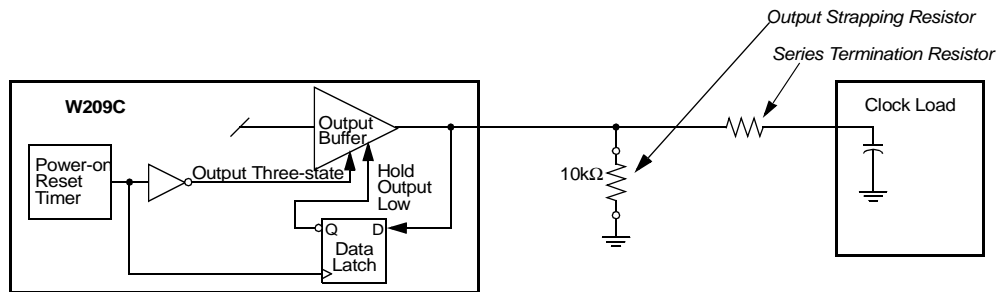 Output Strapping Resistor
Series Termination Resistor
W209C
Output
Buffer
Clock Load
Power-on
Reset
Timer
Output Three-state
Hold
Output
Low
10kΩ
Q
D
Data
Latch